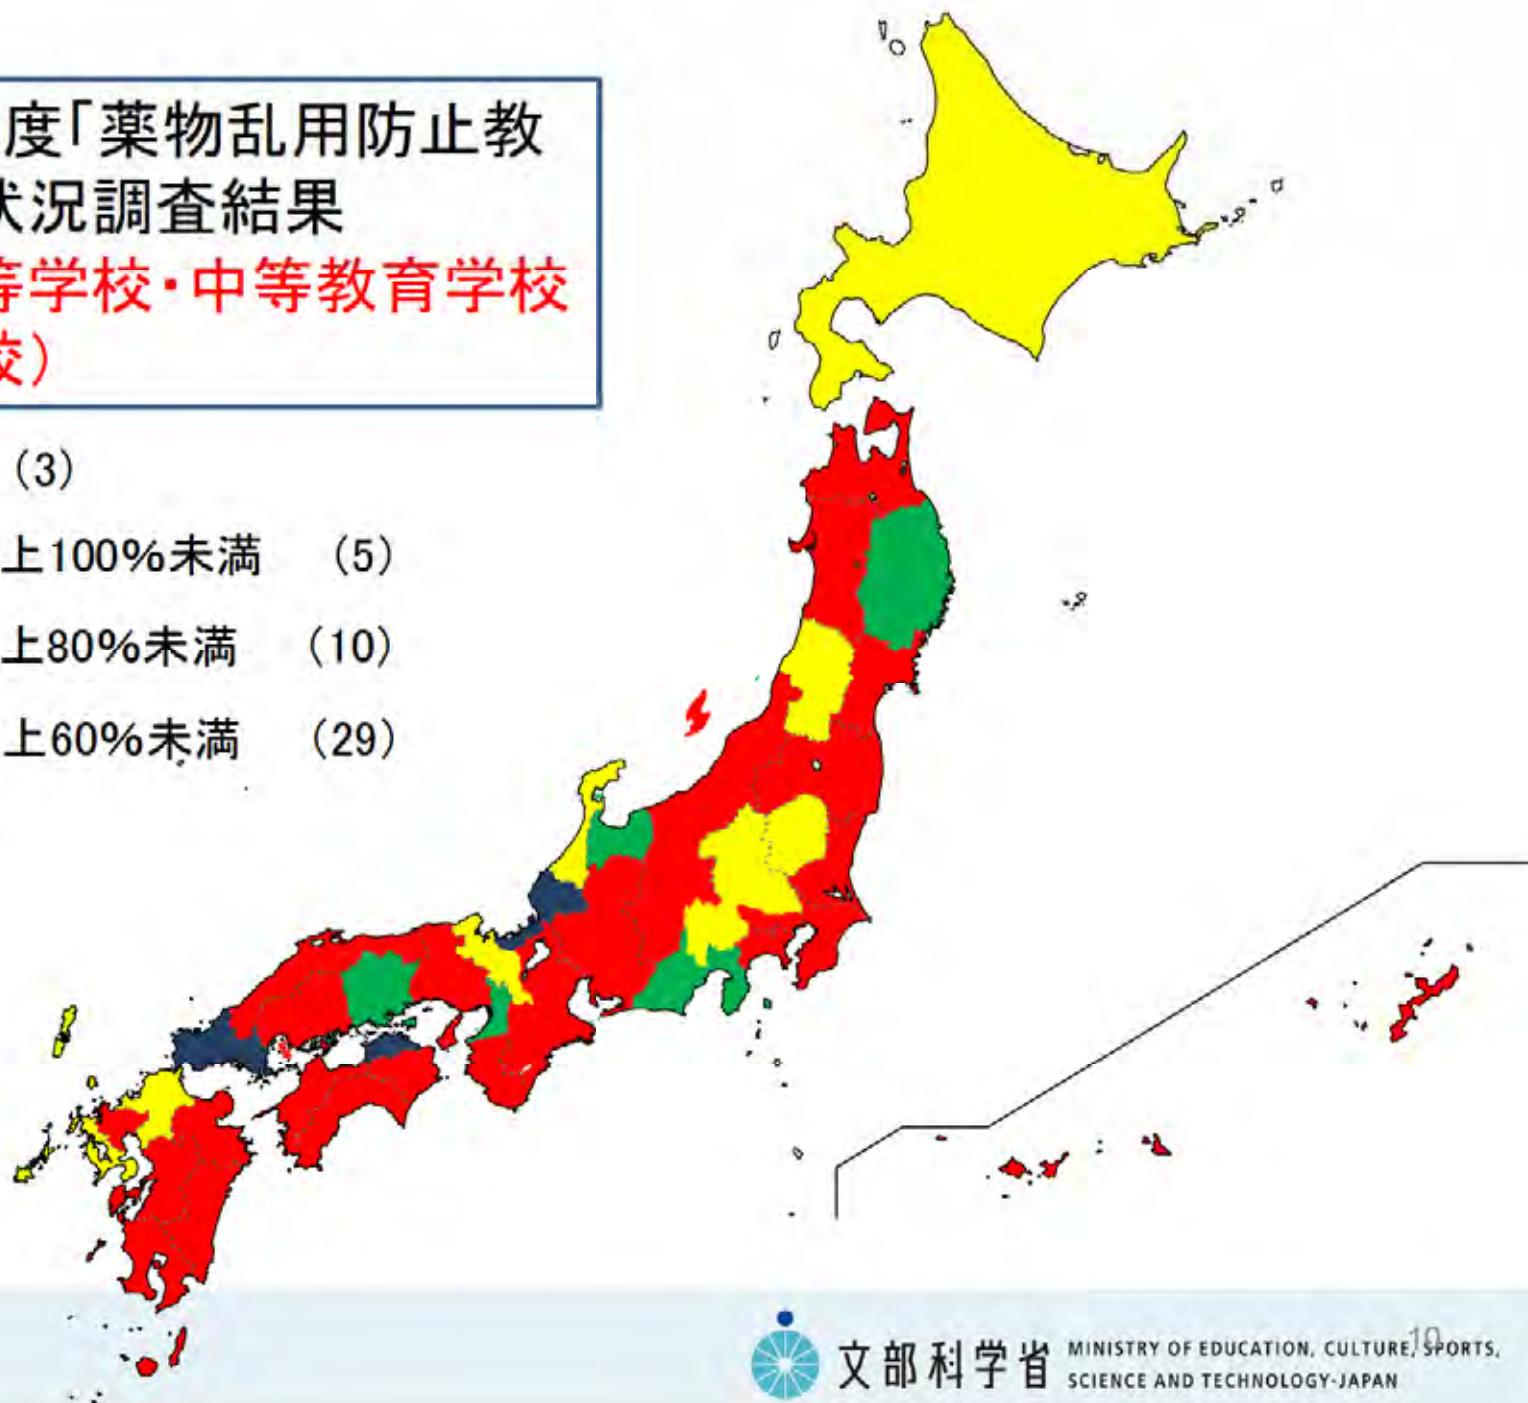 度「薬物乱用防止教
状況調査結果
等学校・中等教育学校
校）
（3）
上100%未満　（5）
上80%未満　（10）
上60%未満　（29）
10
文部科学省 MINISTRY OF EDUCATION, CULTURE, SPORTS,
SCIENCE AND TECHNOLOGY-JAPAN